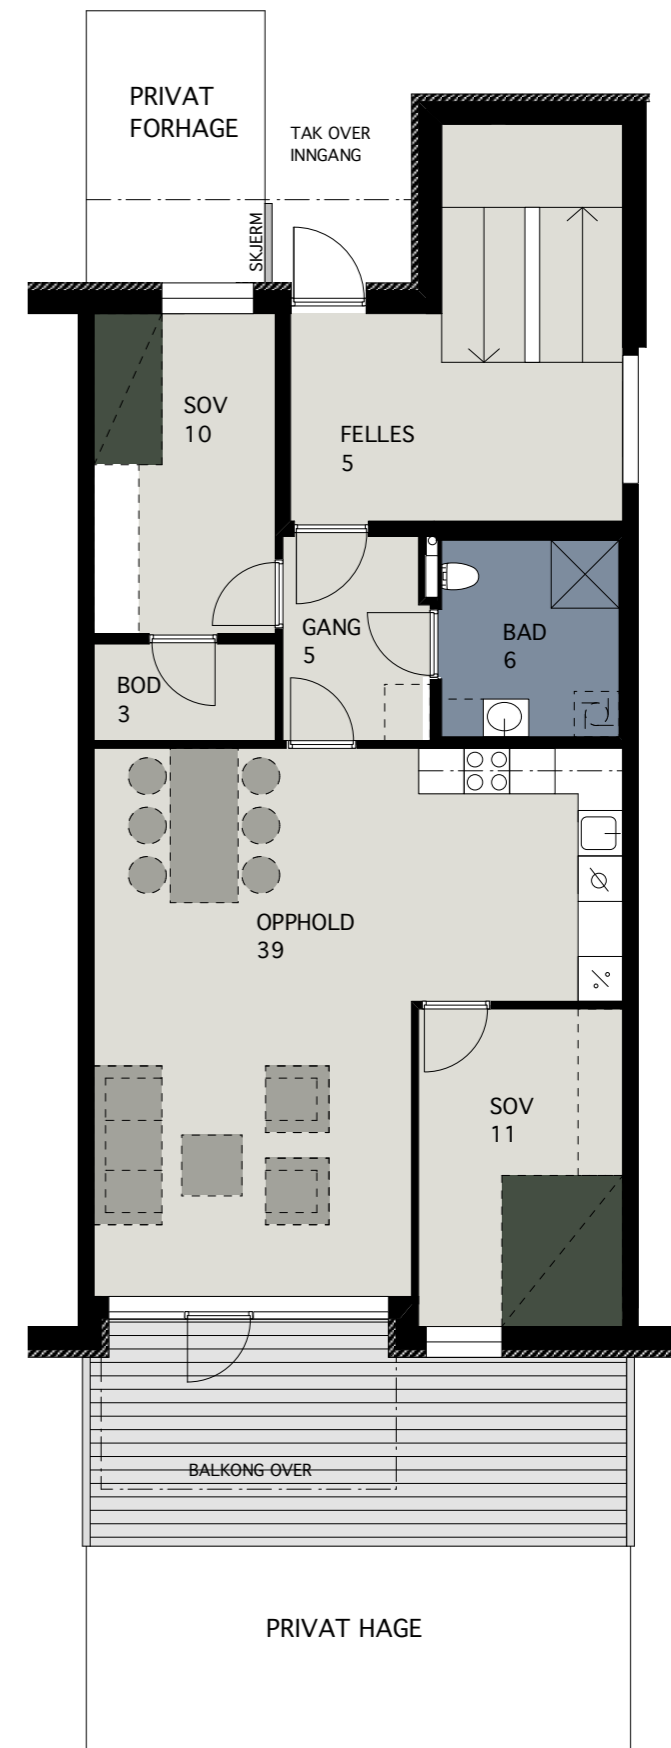 PRIVAT
FORHAGE
TAK OVER
INNGANG
SKJERM
SOV
10
FELLES
5
GANG
5
BAD
6
BOD
3
OPPHOLD
39
SOV
11
BALKONG OVER
PRIVAT HAGE